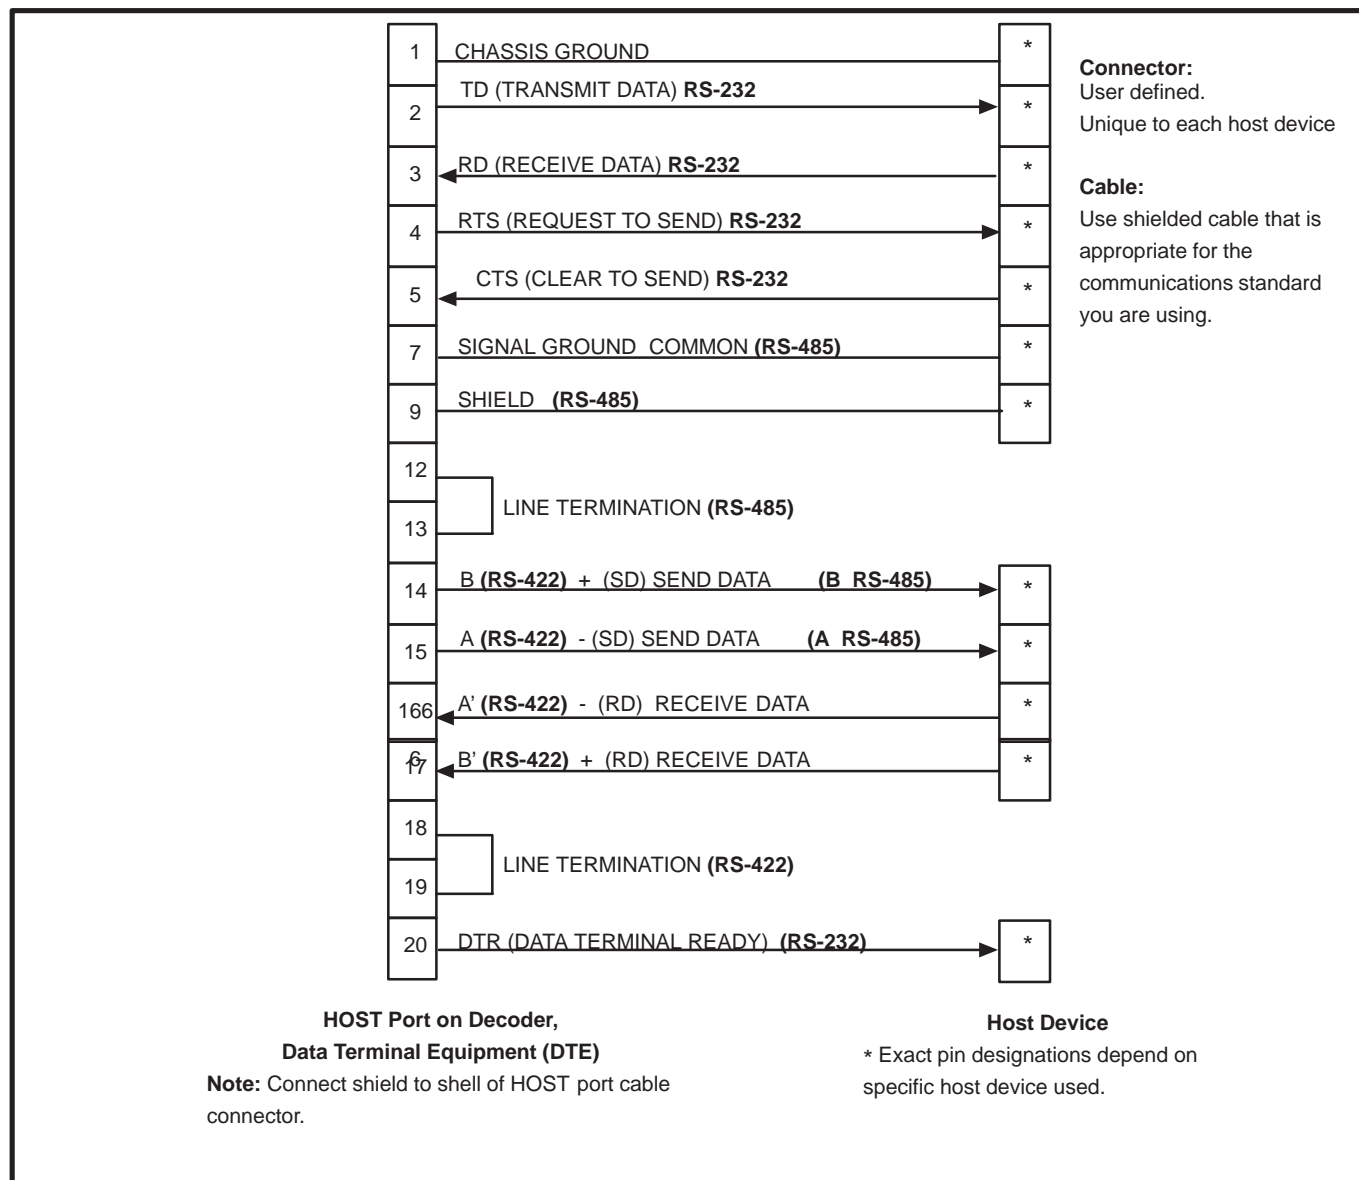 1 CHASSIS GROUND *
2 TD (TRANSMIT DATA) RS-232 *
3 RD (RECEIVE DATA) RS-232 *
4 RTS (REQUEST TO SEND) RS-232 *
5 CTS (CLEAR TO SEND) RS-232 *
7 SIGNAL GROUND COMMON (RS-485) *
9 SHIELD (RS-485) *
12
LINE TERMINATION (RS-485)
13
14 B (RS-422) + (SD) SEND DATA (B RS-485) *
15 A (RS-422) - (SD) SEND DATA (A RS-485) *
166 A’ (RS-422) - (RD) RECEIVE DATA *
6
17 B’ (RS-422) + (RD) RECEIVE DATA *
18
LINE TERMINATION (RS-422)
19
20 DTR (DATA TERMINAL READY) (RS-232) *
Connector:
User defined.
Unique to each host device
Cable:
Use shielded cable that is
appropriate for the
communications standard
you are using.
HOST Port on Decoder,
Data Terminal Equipment (DTE)
Note: Connect shield to shell of HOST port cable
connector.
Host Device
* Exact pin designations depend on
specific host device used.